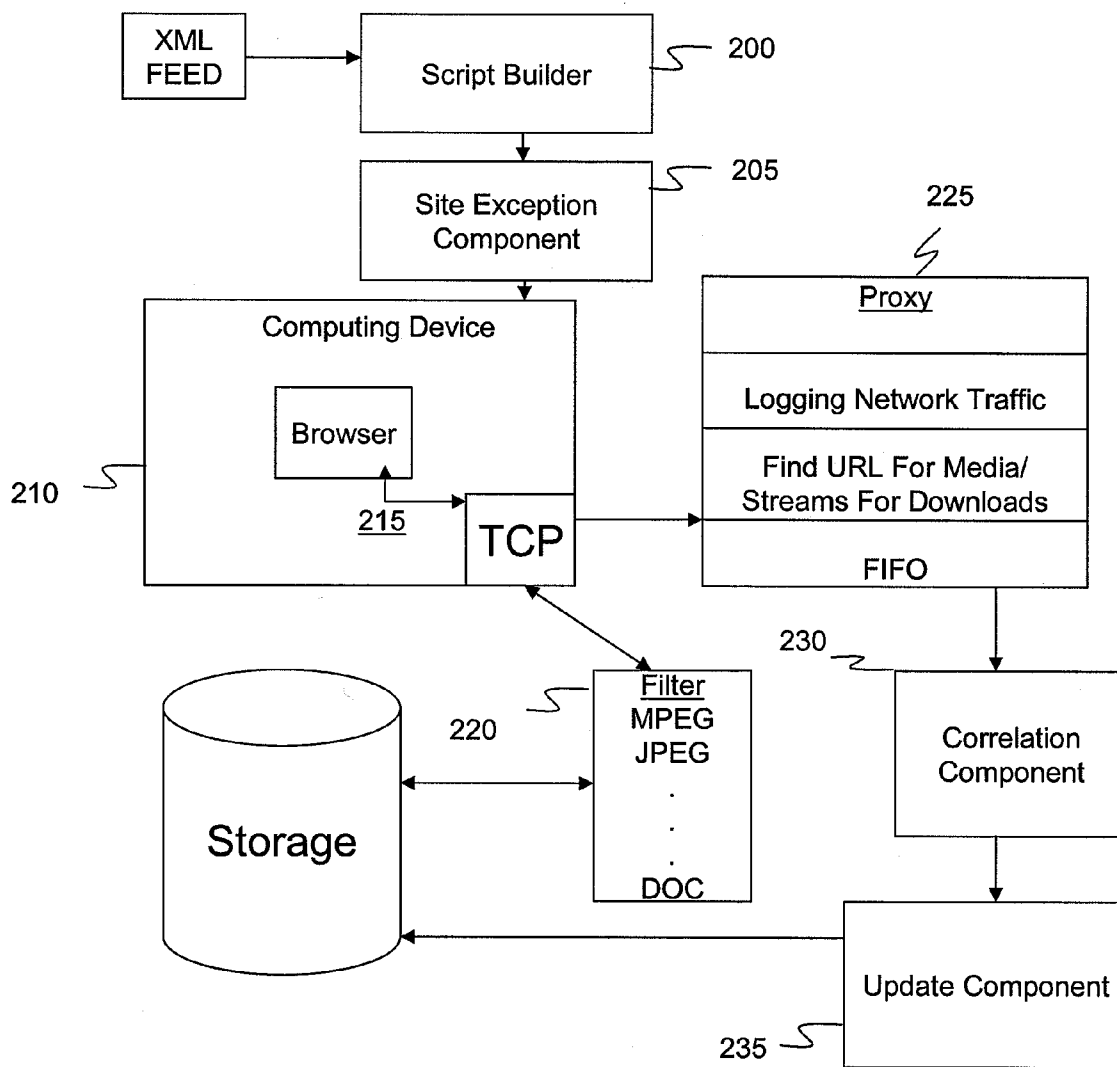 XML
FEED
Script Builder
200
Site Exception
Component
205
225
Computing Device
Browser
215
TCP
210
Proxy
Logging Network Traffic
Find URL For Media/
Streams For Downloads
FIFO
230
Correlation
Component
220
Filter
MPEG
JPEG
.
.
.
DOC
Storage
Update Component
235